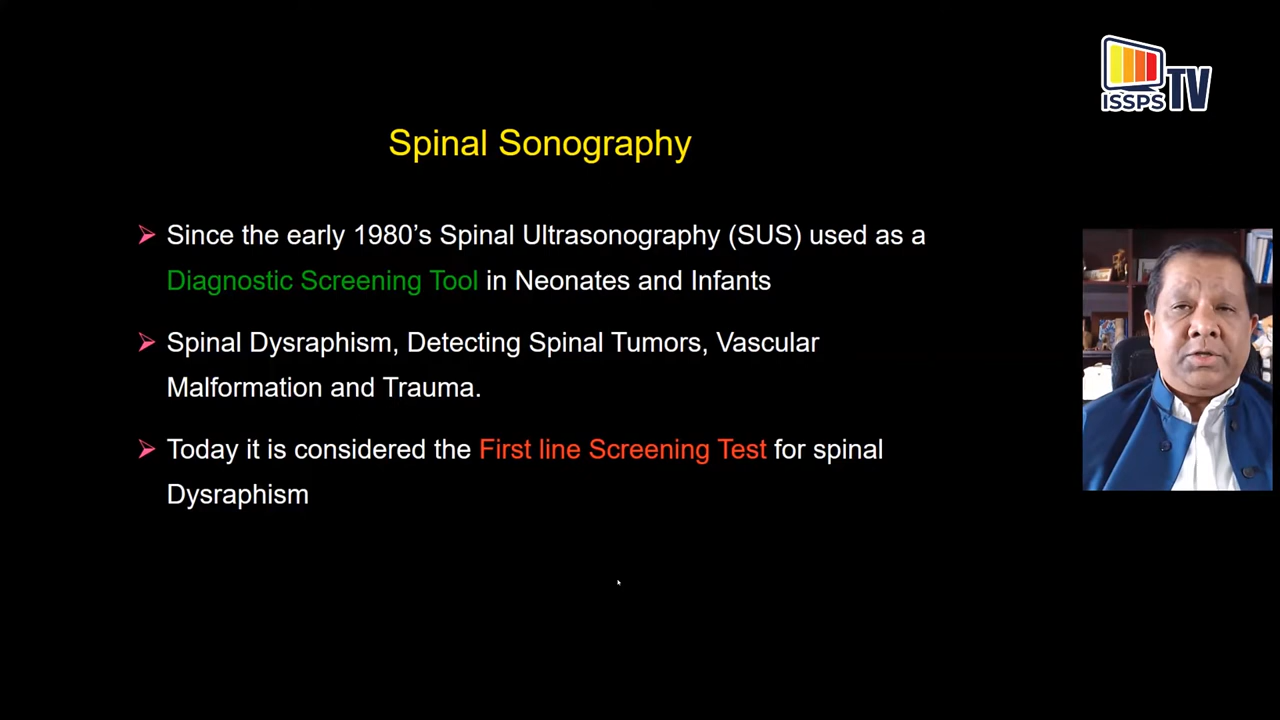 ISSPS TV
Spinal Sonography
Since the early 1980’s Spinal Ultrasonography (SUS) used as a
Diagnostic Screening Tool in Neonates and Infants
Spinal Dysraphism, Detecting Spinal Tumors, Vascular
Malformation and Trauma.
Today it is considered the First line Screening Test for spinal
Dysraphism